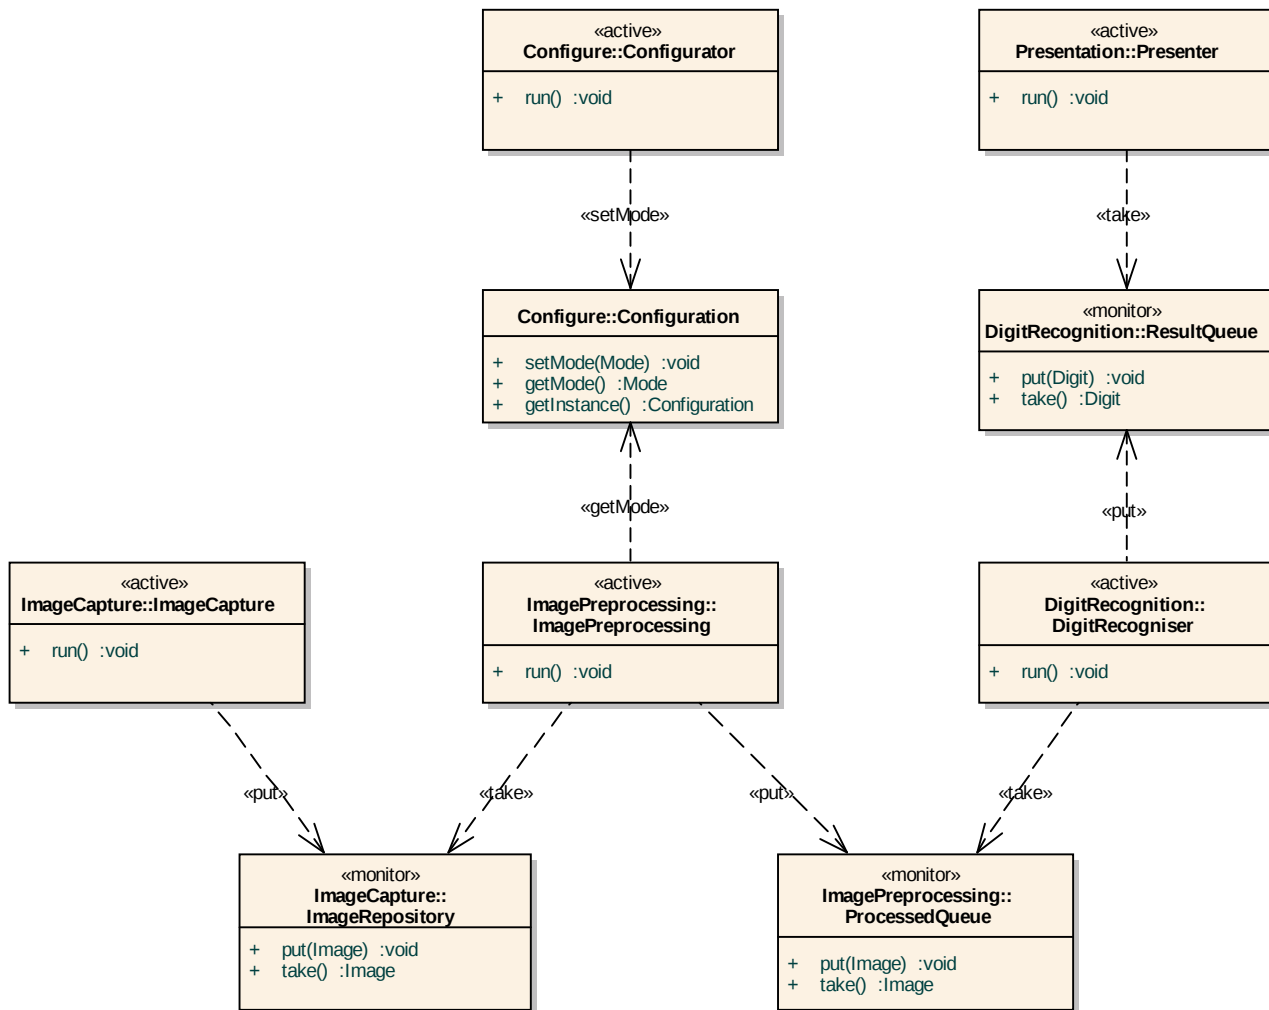 «active»
Configure::Configurator
+ run() :void
«active»
Presentation::Presenter
+ run() :void
«setMode»
«take»
Configure::Configuration
+ setMode(Mode) :void
+ getMode() :Mode
+ getInstance() :Configuration
«monitor»
DigitRecognition::ResultQueue
+ put(Digit) :void
+ take() :Digit
«getMode»
«put»
«active»
ImageCapture::ImageCapture
+ run() :void
«active»
ImagePreprocessing::
ImagePreprocessing
+ run() :void
«active»
DigitRecognition::
DigitRecogniser
+ run() :void
«put»
«take»
«put»
«take»
«monitor»
ImageCapture::
ImageRepository
+ put(Image) :void
+ take() :Image
«monitor»
ImagePreprocessing::
ProcessedQueue
+ put(Image) :void
+ take() :Image